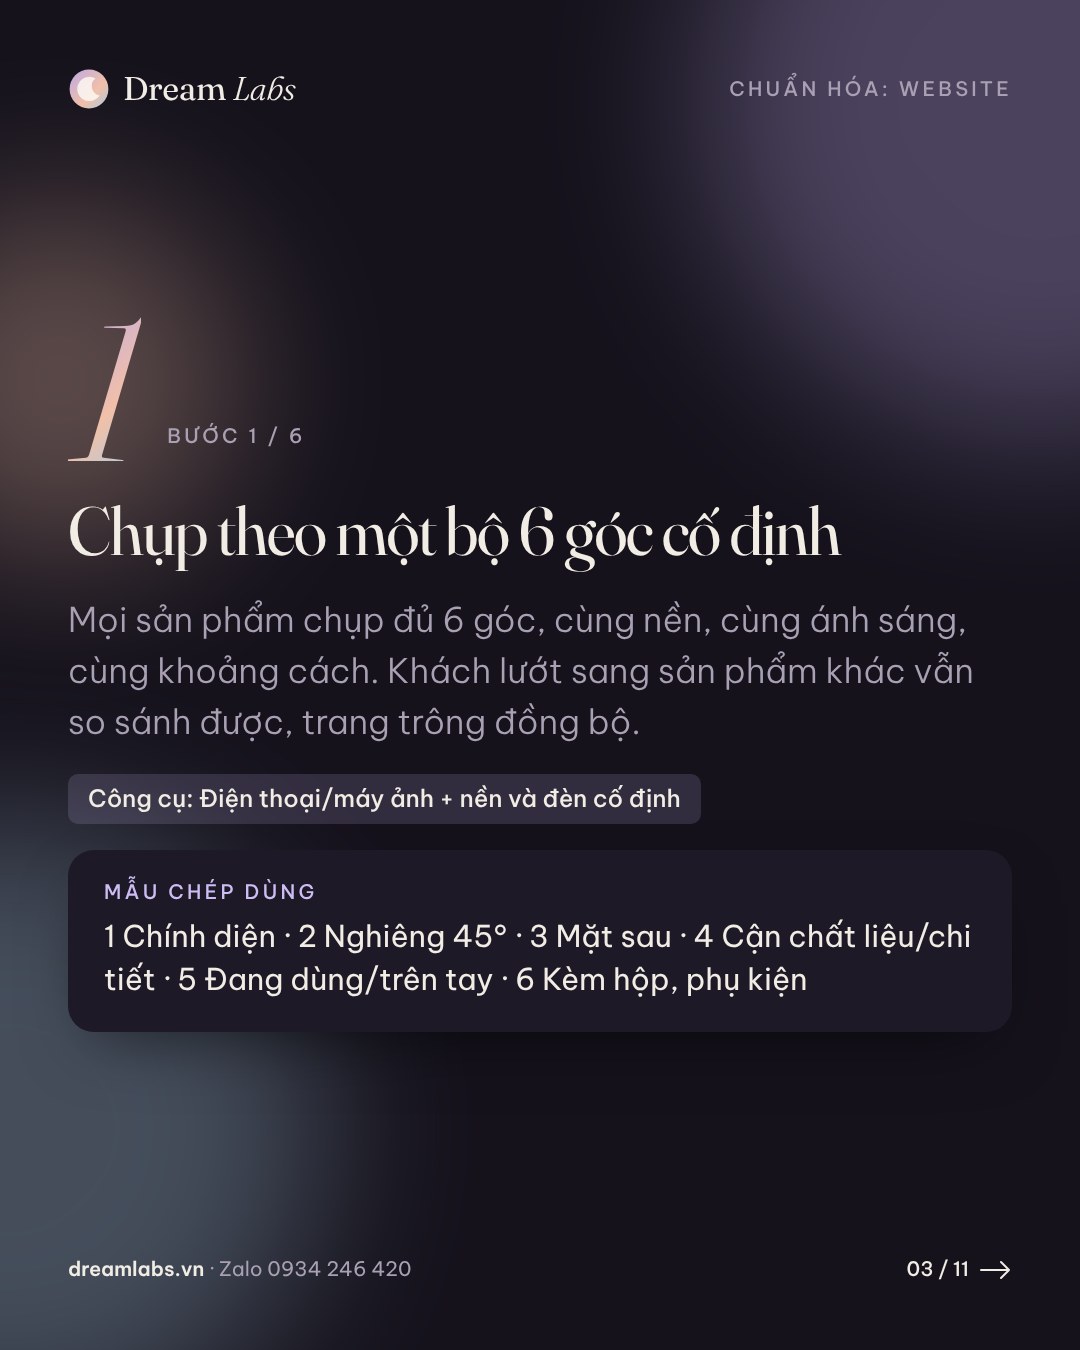 Dream Labs
CHUẨN HÓA: WEBSITE
1
BƯỚC 1 / 6
Chụp theo một bộ 6 góc cố định
Mọi sản phẩm chụp đủ 6 góc, cùng nền, cùng ánh sáng,
cùng khoảng cách. Khách lướt sang sản phẩm khác vẫn
so sánh được, trang trông đồng bộ.
Công cụ: Điện thoại/máy ảnh + nền và đèn cố định
MẪU CHÉP DÙNG
1 Chính diện · 2 Nghiêng 45° · 3 Mặt sau · 4 Cận chất liệu/chi
tiết · 5 Đang dùng/trên tay · 6 Kèm hộp, phụ kiện
dreamlabs.vn · Zalo 0934 246 420
03 / 11 →